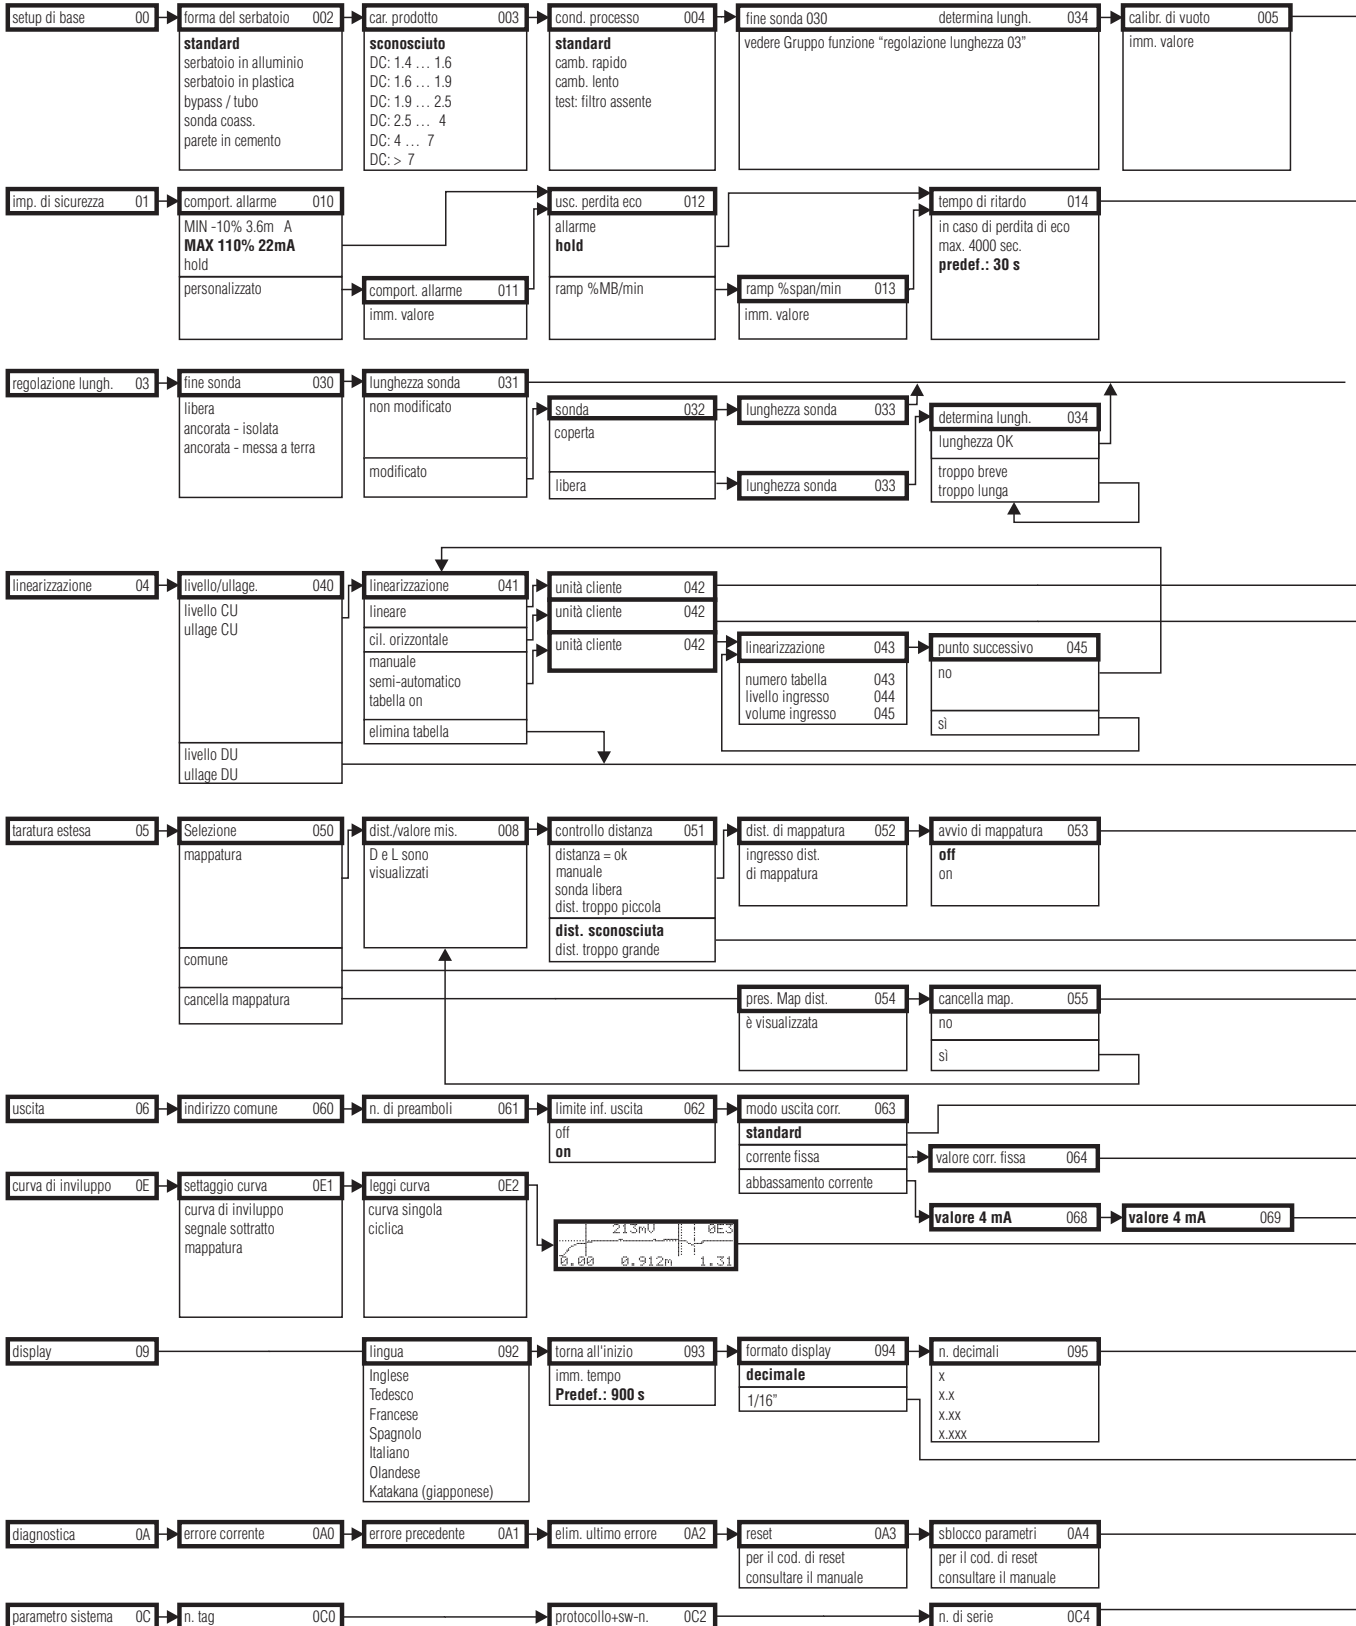 setup di base 00
forma del serbatoio 002
standard
serbatoio in alluminio
serbatoio in plastica
bypass / tubo
sonda coass.
parete in cemento
car. prodotto 003
sconosciuto
DC: 1.4 ... 1.6
DC: 1.6 ... 1.9
DC: 1.9 ... 2.5
DC: 2.5 ... 4
DC: 4 ... 7
DC: > 7
cond. processo 004
standard
camb. rapido
camb. lento
test: filtro assente
fine sonda 030 determina lungh. 034
vedere Gruppo funzione “regolazione lunghezza 03”
calibr. di vuoto 005
imm. valore
imp. di sicurezza 01
comport. allarme 010
MIN -10% 3.6m A
MAX 110% 22mA
hold
personalizzato
comport. allarme 011
imm. valore
usc. perdita eco 012
allarme
hold
ramp %MB/min
ramp %span/min 013
imm. valore
tempo di ritardo 014
in caso di perdita di eco
max. 4000 sec.
predef.: 30 s
regolazione lungh. 03
fine sonda 030
libera
ancorata - isolata
ancorata - messa a terra
lunghezza sonda 031
non modificato
modificato
sonda 032
coperta
libera
lunghezza sonda 033
lunghezza sonda 033
determina lungh. 034
lunghezza OK
troppo breve
troppo lunga
linearizzazione 04
livello/ullage. 040
livello CU
ullage CU
livello DU
ullage DU
linearizzazione 041
lineare
cil. orizzontale
manuale
semi-automatico
tabella on
elimina tabella
unità cliente 042
unità cliente 042
unità cliente 042
linearizzazione 043
numero tabella 043
livello ingresso 044
volume ingresso 045
punto successivo 045
no
sì
taratura estesa 05
Selezione 050
mappatura
comune
cancella mappatura
dist./valore mis. 008
D e L sono
visualizzati
controllo distanza 051
distanza = ok
manuale
sonda libera
dist. troppo piccola
dist. sconosciuta
dist. troppo grande
dist. di mappatura 052
ingresso dist.
di mappatura
avvio di mappatura 053
off
on
pres. Map dist. 054
è visualizzata
cancella map. 055
no
sì
uscita 06
indirizzo comune 060
n. di preamboli 061
limite inf. uscita 062
off
on
modo uscita corr. 063
standard
corrente fissa
abbassamento corrente
valore corr. fissa 064
valore 4 mA 068
valore 4 mA 069
curva di inviluppo 0E
settaggio curva 0E1
curva di inviluppo
segnale sottratto
mappatura
leggi curva 0E2
curva singola
ciclica
213mV 0E3
0.00 0.912m 1.31
display 09
lingua 092
Inglese
Tedesco
Francese
Spagnolo
Italiano
Olandese
Katakana (giapponese)
torna all'inizio 093
imm. tempo
Predef.: 900 s
formato display 094
decimale
1/16”
n. decimali 095
x
x.x
x.xx
x.xxx
diagnostica 0A
errore corrente 0A0
errore precedente 0A1
elim. ultimo errore 0A2
reset 0A3
per il cod. di reset
consultare il manuale
sblocco parametri 0A4
per il cod. di reset
consultare il manuale
parametro sistema 0C
n. tag 0C0
protocollo+sw-n. 0C2
n. di serie 0C4